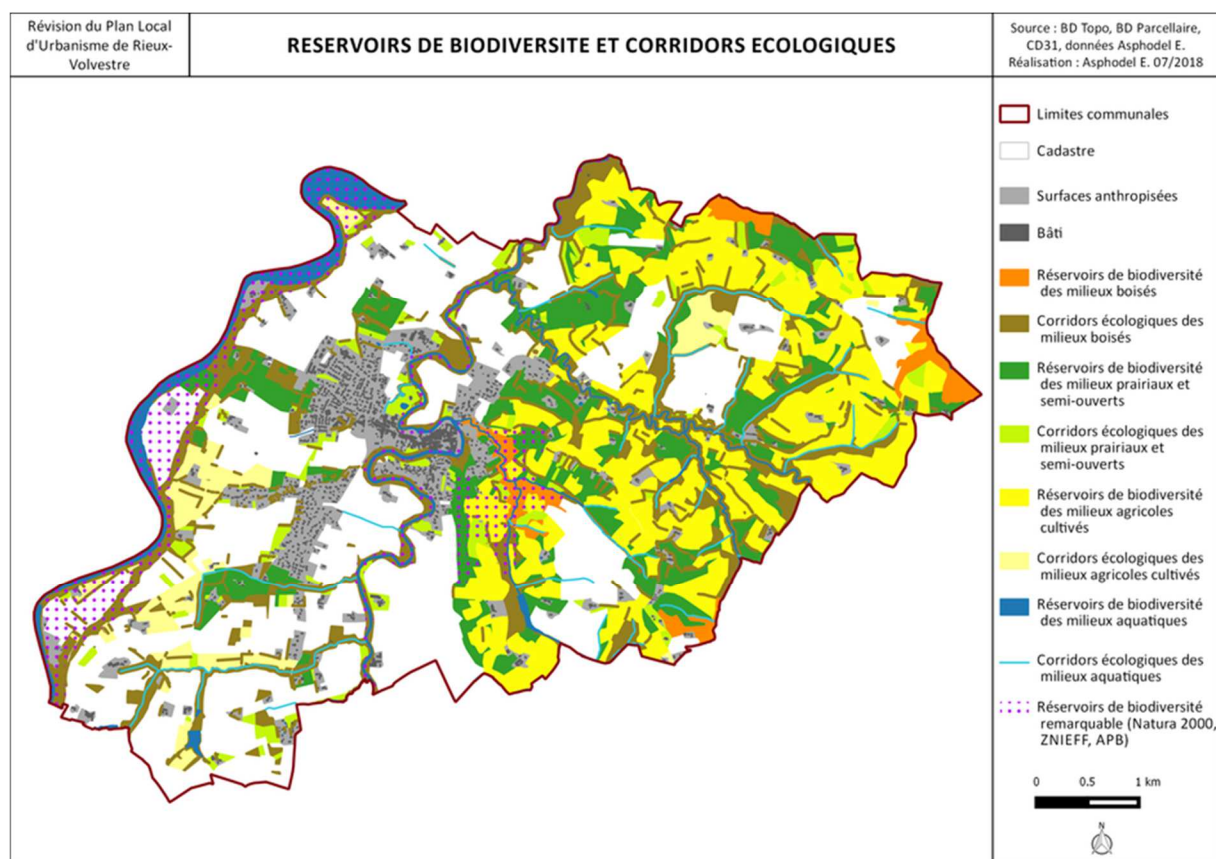 Révision du Plan Local
d'Urbanisme de Rieux-
Volvestre
RESERVOIRS DE BIODIVERSITE ET CORRIDORS ECOLOGIQUES
Source : BD Topo, BD Parcellaire,
CD31, données Asphodel E.
Réalisation : Asphodel E. 07/2018
Limites communales
Cadastre
Surfaces anthropisées
Bâti
Réservoirs de biodiversité
des milieux boisés
Corridors écologiques des
milieux boisés
Réservoirs de biodiversité
des milieux prairiaux et
semi-ouverts
Corridors écologiques des
milieux prairiaux et
semi-ouverts
Réservoirs de biodiversité
des milieux agricoles
cultivés
Corridors écologiques des
milieux agricoles cultivés
Réservoirs de biodiversité
des milieux aquatiques
Corridors écologiques des
milieux aquatiques
Réservoirs de biodiversité
remarquable (Natura 2000,
ZNIEFF, APB)
0 0.5 1 km
N